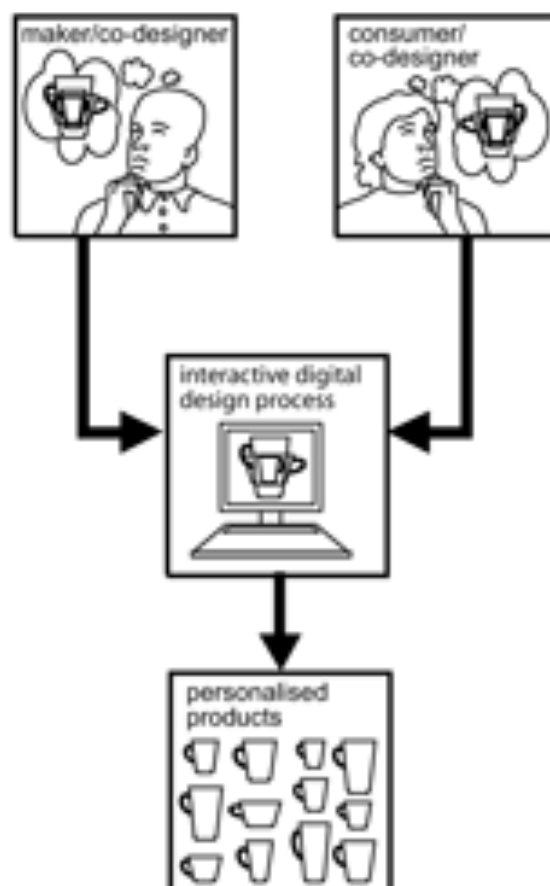 maker/co-designer
consumer/
co-designer
interactive digital
design process
personalised
products